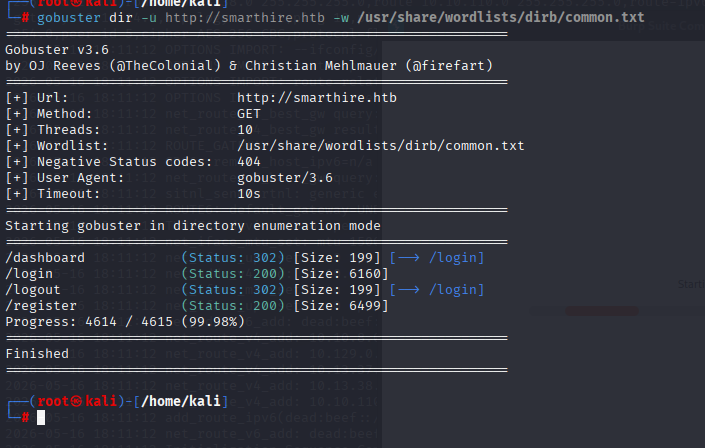 ┌──(root㉿kali)-[/home/kali]
└─# gobuster dir -u http://smarthire.htb -w /usr/share/wordlists/dirb/common.txt
===============================================================
Gobuster v3.6
by OJ Reeves (@TheColonial) & Christian Mehlmauer (@firefart)
===============================================================
[+] Url:                     http://smarthire.htb
[+] Method:                  GET
[+] Threads:                 10
[+] Wordlist:                /usr/share/wordlists/dirb/common.txt
[+] Negative Status codes:   404
[+] User Agent:              gobuster/3.6
[+] Timeout:                 10s
===============================================================
Starting gobuster in directory enumeration mode
===============================================================
/dashboard            (Status: 302) [Size: 199] [--> /login]
/login                (Status: 200) [Size: 6160]
/logout               (Status: 302) [Size: 199] [--> /login]
/register             (Status: 200) [Size: 6499]
Progress: 4614 / 4615 (99.98%)
===============================================================
Finished
===============================================================
┌──(root㉿kali)-[/home/kali]
└─#